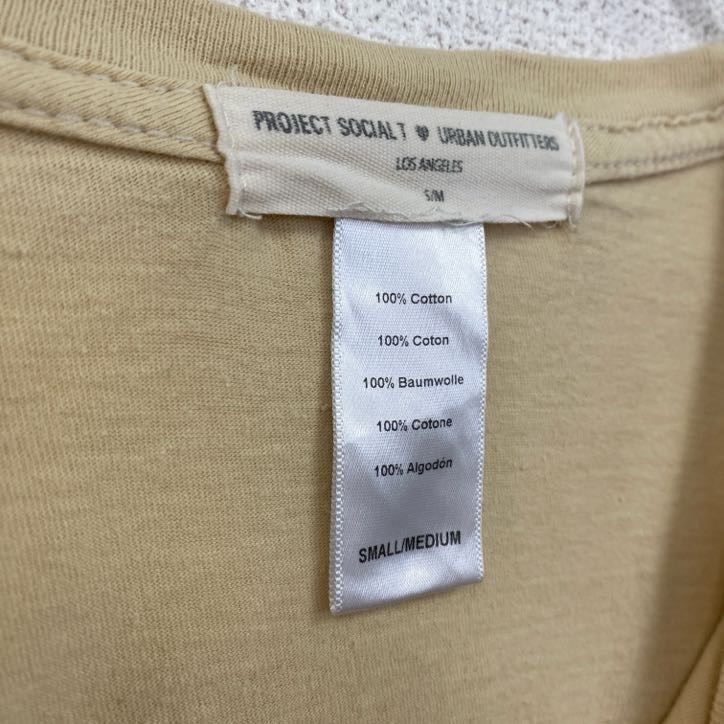 PROJECT SOCIAL T ♥ URBAN OUTFITTERS
LOS ANGELES
S/M
100% Cotton
100% Coton
100% Baumwolle
100% Cotone
100% Algodón
SMALL/MEDIUM